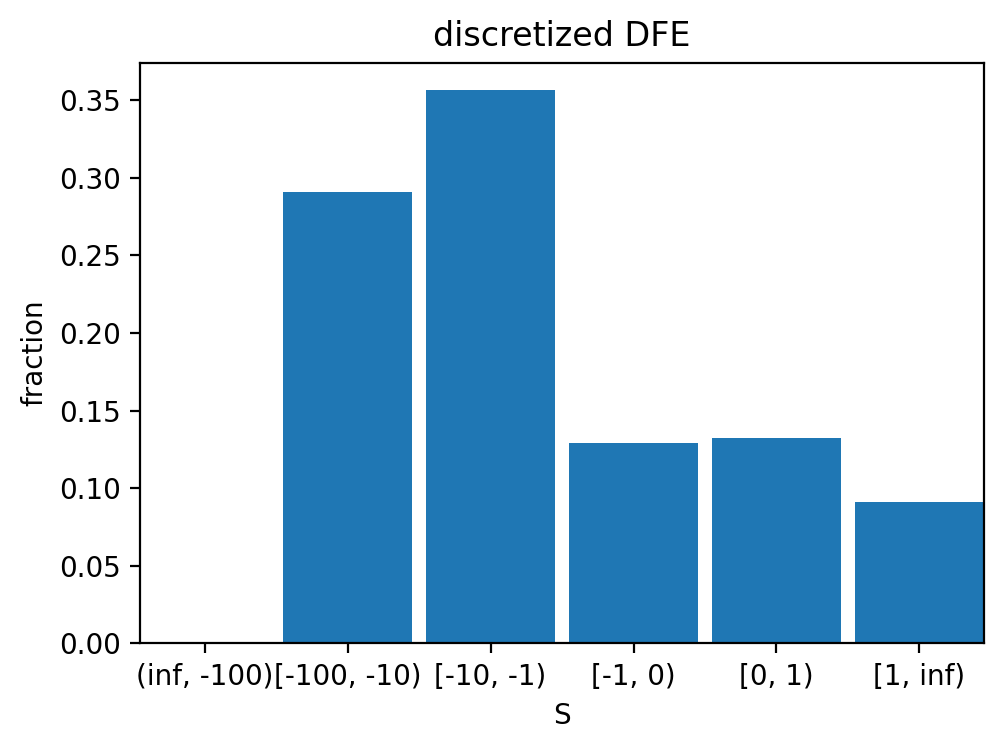 discretized DFE
fraction
0.35
0.30
0.25
0.20
0.15
0.10
0.05
0.00
(inf, -100) [-100, -10) [-10, -1) [-1, 0) [0, 1) [1, inf)
S